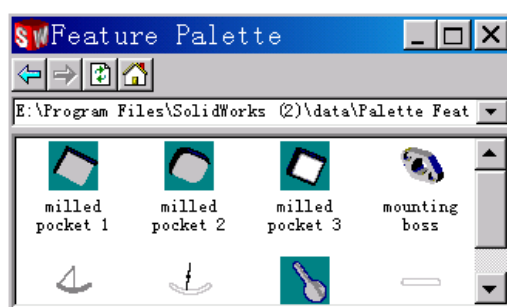 SW Feature Palette
E:\Program Files\SolidWorks (2)\data\Palette Feat
milled pocket 1
milled pocket 2
milled pocket 3
mounting boss